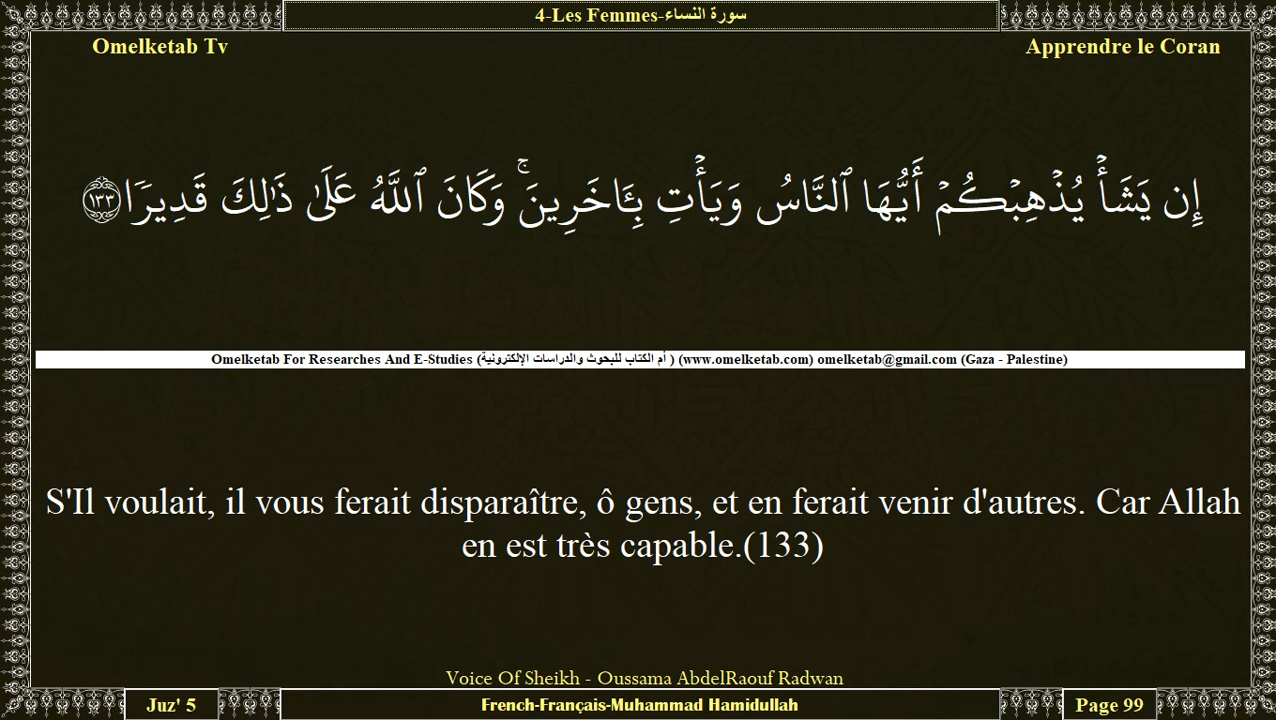 4-Les Femmes-سورة النساء
Omelketab Tv
Apprendre le Coran
إِن يَشَأۡ يُذۡهِبۡكُمۡ أَيُّهَا ٱلنَّاسُ وَيَأۡتِ بِـَٔاخَرِينَۚ وَكَانَ ٱللَّهُ عَلَىٰ ذَٰلِكَ قَدِيرٗا ١٣٣
Omelketab For Researches And E-Studies (أم الكتاب للبحوث والدراسات الإلكترونية ) (www.omelketab.com) omelketab@gmail.com (Gaza - Palestine)
S'Il voulait, il vous ferait disparaître, ô gens, et en ferait venir d'autres. Car Allah
en est très capable.(133)
Voice Of Sheikh - Oussama AbdelRaouf Radwan
Juz' 5
French-Français-Muhammad Hamidullah
Page 99